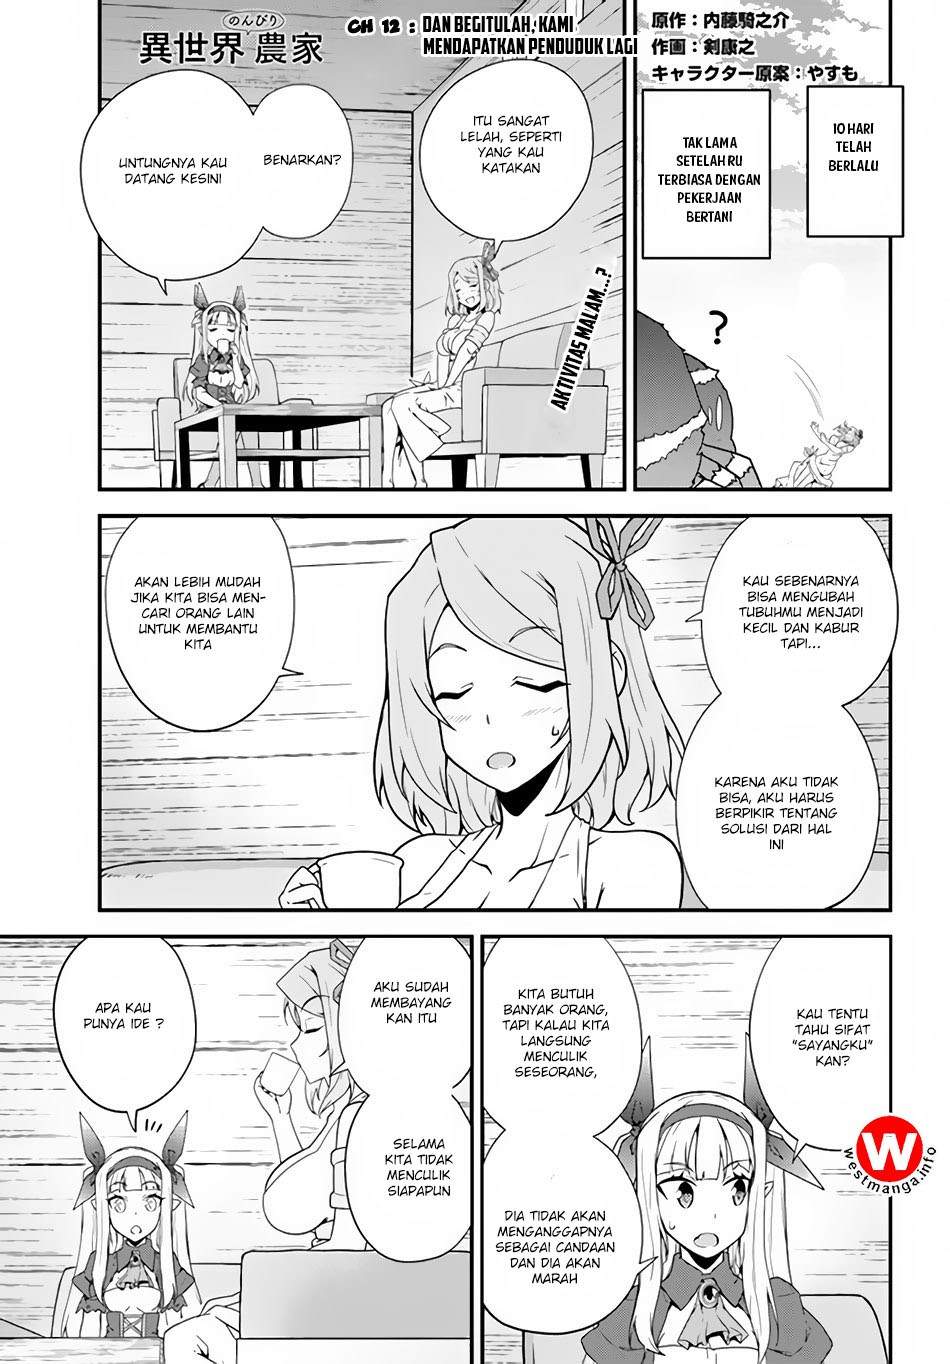 CH 12 : DAN BEGITULAH, KAMI
MENDAPATKAN PENDUDUK LAGI
異世界のんびり農家
原作：内藤騎之介
作画：剣康之
キャラクター原案：やすも
10 HARI
TELAH
BERLALU
TAK LAMA
SETELAH RU
TERBIASA DENGAN
PEKERJAAN
BERTANI
?
ITU SANGAT
LELAH, SEPERTI
YANG KAU
KATAKAN
AKTIVITAS MALAM...?
BENARKAN?
UNTUNGNYA KAU
DATANG KESINI
KAU SEBENARNYA
BISA MENGUBAH
TUBUHMU MENJADI
KECIL DAN KABUR
TAPI...
KARENA AKU TIDAK
BISA, AKU HARUS
BERPIKIR TENTANG
SOLUSI DARI HAL
INI
AKAN LEBIH MUDAH
JIKA KITA BISA MEN-
CARI ORANG LAIN
UNTUK MEMBANTU
KITA
KAU TENTU
TAHU SIFAT
"SAYANGKU"
KAN?
KITA BUTUH
BANYAK ORANG,
TAPI KALAU KITA
LANGSUNG
MENCULIK
SESEORANG,
DIA TIDAK AKAN
MENGANGGAPNYA
SEBAGAI CANDAAN
DAN DIA AKAN
MARAH
AKU SUDAH
MEMBAYANG
KAN ITU
SELAMA
KITA TIDAK
MENCULIK
SIAPAPUN
APA KAU
PUNYA IDE ?
W
westmanga.info